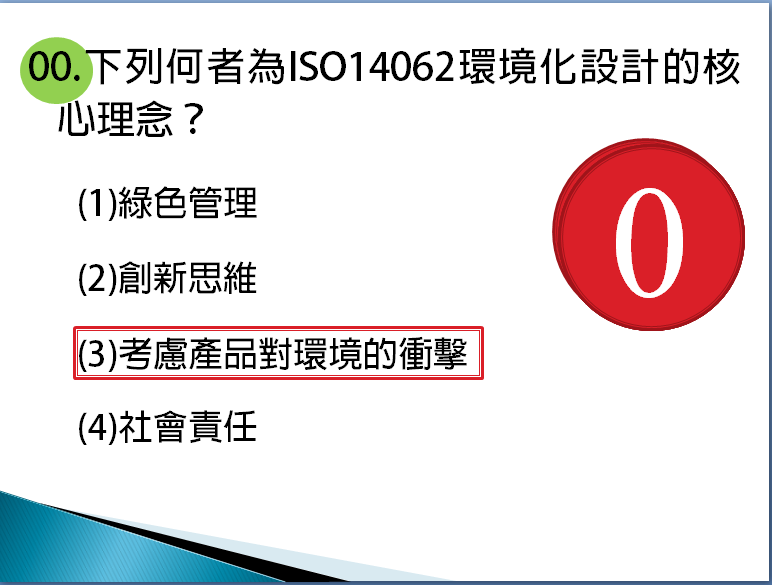 00.下列何者為ISO14062環境化設計的核
心理念？
(1)綠色管理
0
(2)創新思維
(3)考慮產品對環境的衝擊
(4)社會責任